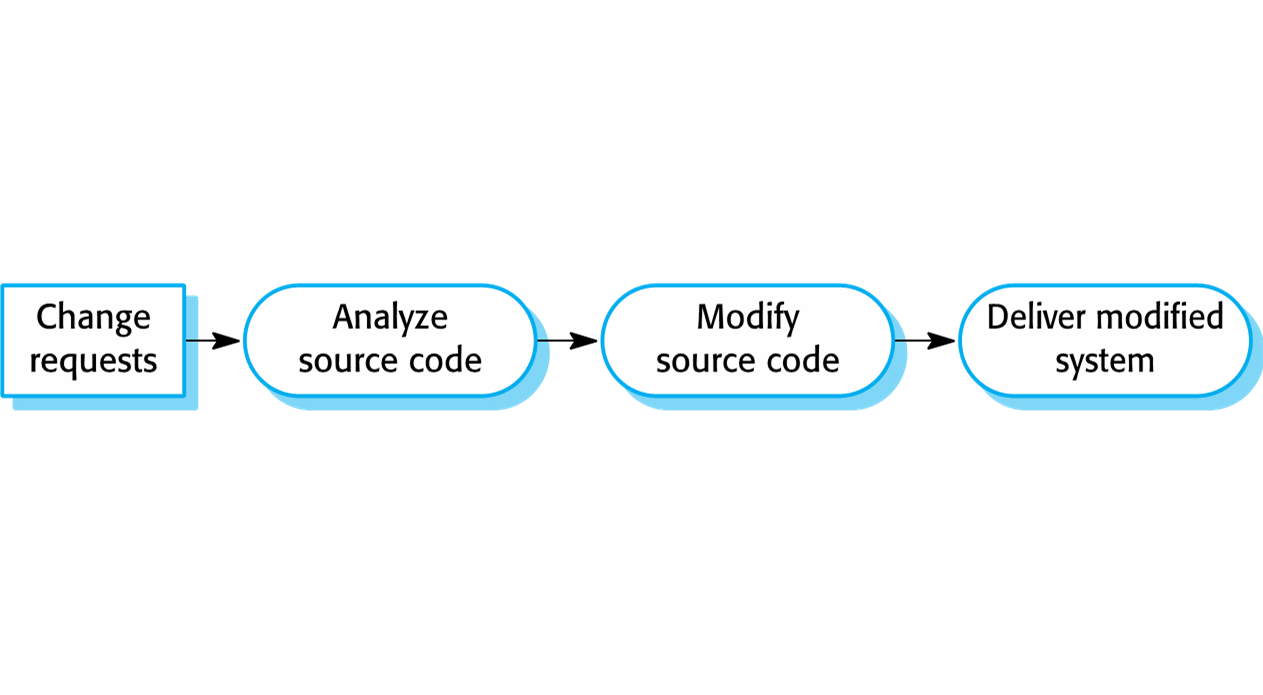 Change
requests
Analyze
source code
Modify
source code
Deliver modified
system